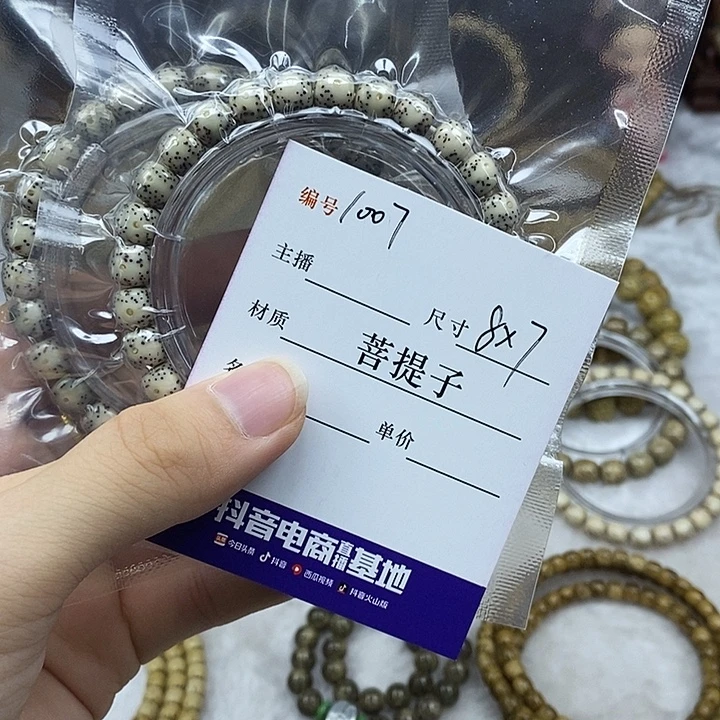 编号 1007
主播
尺寸 8x7
材质 菩提子
名
单价
抖音电商直播基地
今日头条 抖音 西瓜视频 抖音火山版